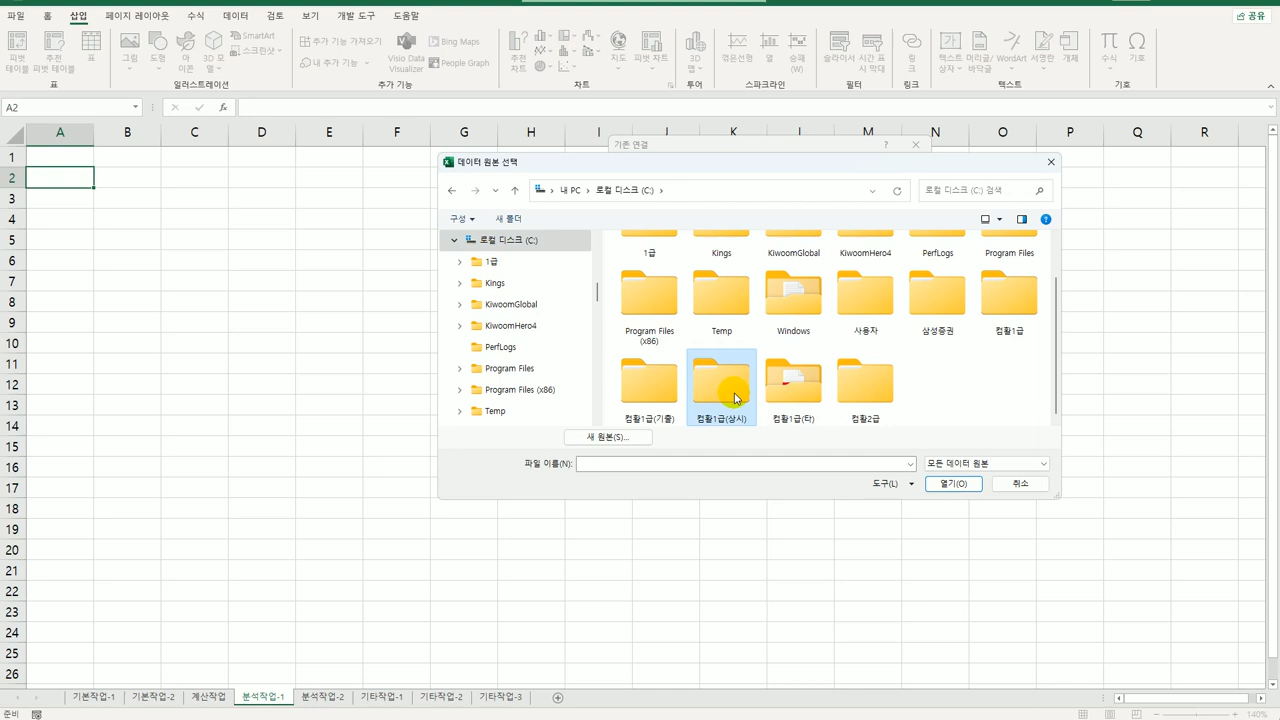 파일 홈 삽입 페이지 레이아웃 수식 데이터 검토 보기 개발 도구 도움말 공유
피벗 테이블 추천 피벗 테이블 표 그림 도형 아이콘 3D 모델 SmartArt 스크린샷 추가 기능 가져오기 내 추가 기능 Visio Data Visualizer Bing Maps People Graph 추천 차트 지도 피벗 차트 3D 맵 꺾은선형 열 승패 (W) 슬라이서 시간 표시 막대 링크 텍스트 상자 머리글/바닥글 WordArt 서명란 개체 수식 기호
표 일러스트레이션 추가 기능 차트 투어 스파크라인 필터 링크 텍스트 기호
A2 fx
A B C D E F G H I J K L M N O P Q R
기존 연결 ?
데이터 원본 선택
내 PC 로컬 디스크 (C:) 로컬 디스크 (C:) 검색
구성 새 폴더
로컬 디스크 (C:)
1급
Kings
KiwoomGlobal
KiwoomHero4
PerfLogs
Program Files
Program Files (x86)
Temp
1급 Kings KiwoomGlobal KiwoomHero4 PerfLogs Program Files
Program Files (x86) Temp Windows 사용자 삼성증권 컴활1급
컴활1급(기출) 컴활1급(상시) 컴활1급(타) 컴활2급
새 원본(S)...
파일 이름(N): 모든 데이터 원본
도구(L) 열기(O) 취소
1
2
3
4
5
6
7
8
9
10
11
12
13
14
15
16
17
18
19
20
21
22
23
24
25
26
기본작업-1 기본작업-2 계산작업 분석작업-1 분석작업-2 기타작업-1 기타작업-2 기타작업-3
준비 140%